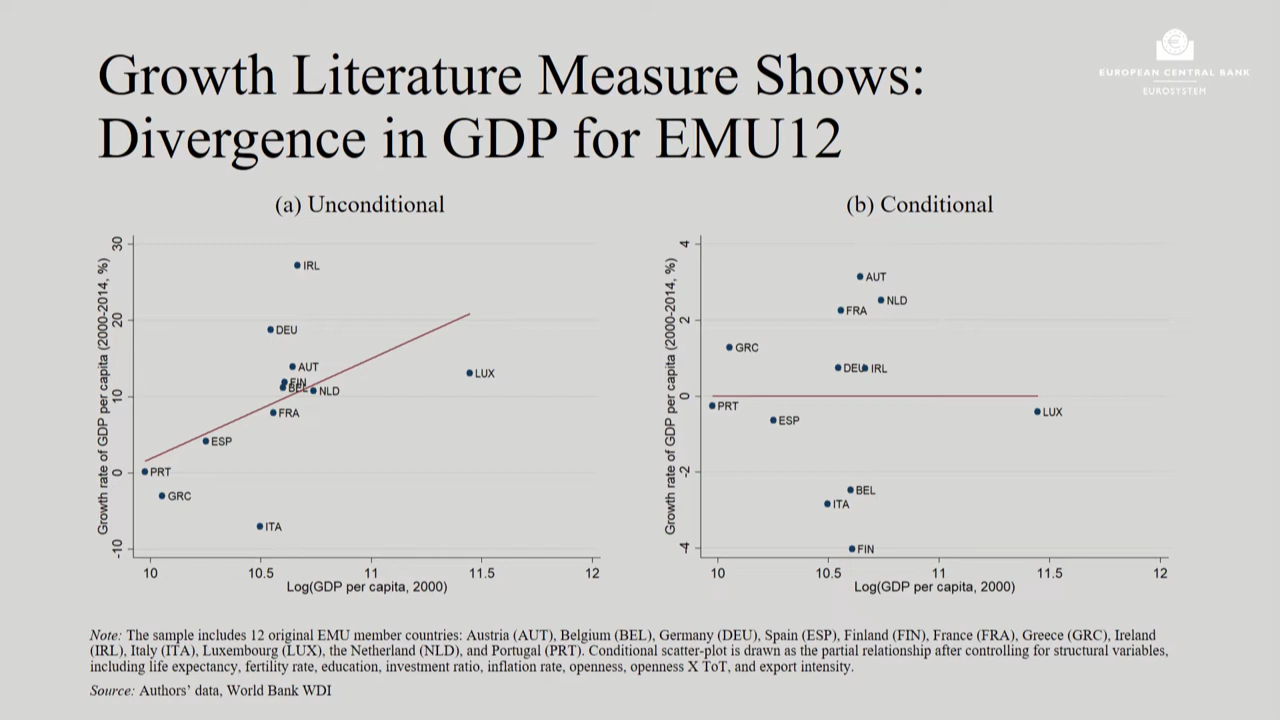 Growth Literature Measure Shows:
Divergence in GDP for EMU12
EUROPEAN CENTRAL BANK
EUROSYSTEM
(a) Unconditional
Growth rate of GDP per capita (2000-2014, %)
30
20
10
0
-10
IRL
DEU
AUT
FIN
BEL
NLD
LUX
FRA
ESP
PRT
GRC
ITA
10
10.5
11
11.5
12
Log(GDP per capita, 2000)
(b) Conditional
Growth rate of GDP per capita (2000-2014, %)
4
2
0
-2
-4
AUT
NLD
FRA
GRC
DEU
IRL
PRT
ESP
LUX
BEL
ITA
FIN
10
10.5
11
11.5
12
Log(GDP per capita, 2000)
Note: The sample includes 12 original EMU member countries: Austria (AUT), Belgium (BEL), Germany (DEU), Spain (ESP), Finland (FIN), France (FRA), Greece (GRC), Ireland
(IRL), Italy (ITA), Luxembourg (LUX), the Netherland (NLD), and Portugal (PRT). Conditional scatter-plot is drawn as the partial relationship after controlling for structural variables,
including life expectancy, fertility rate, education, investment ratio, inflation rate, openness, openness X ToT, and export intensity.
Source: Authors' data, World Bank WDI